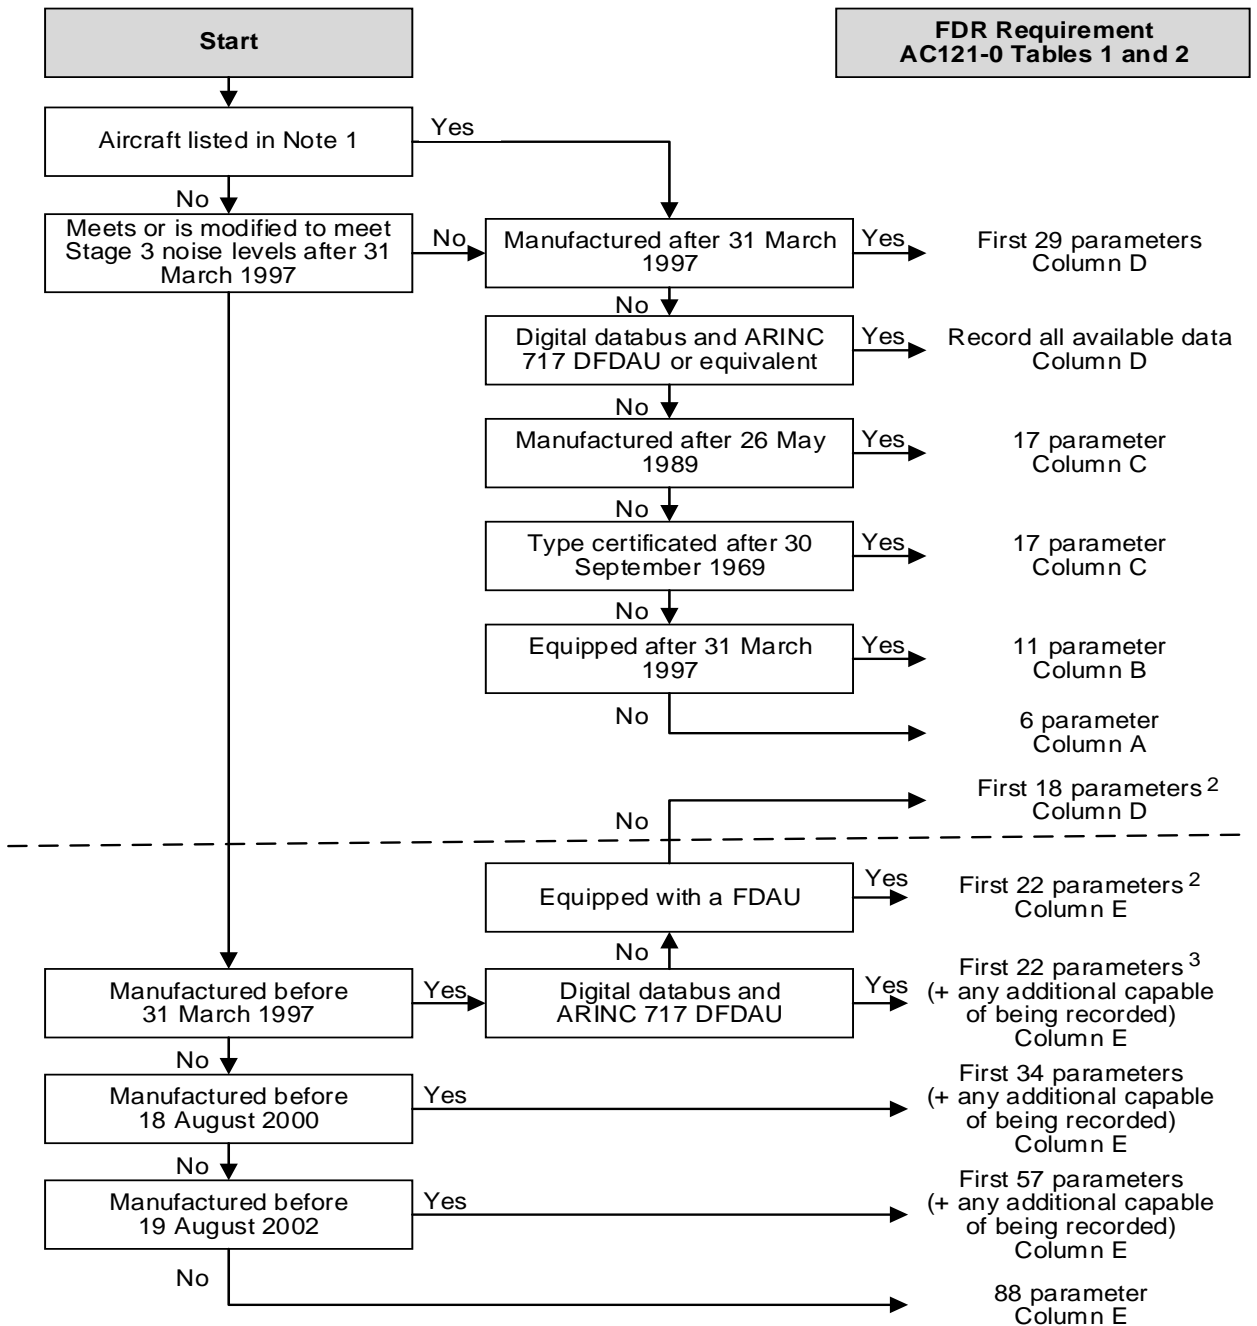 Start
FDR Requirement
AC121-0 Tables 1 and 2
Aircraft listed in Note 1
Yes
No
Meets or is modified to meet
Stage 3 noise levels after 31
March 1997
No
Manufactured after 31 March
1997
Yes
First 29 parameters
Column D
No
Digital databus and ARINC
717 DFDAU or equivalent
Yes
Record all available data
Column D
No
Manufactured after 26 May
1989
Yes
17 parameter
Column C
No
Type certificated after 30
September 1969
Yes
17 parameter
Column C
No
Equipped after 31 March
1997
Yes
11 parameter
Column B
No
6 parameter
Column A
First 18 parameters 2
Column D
No
Equipped with a FDAU
Yes
First 22 parameters 2
Column E
No
Manufactured before
31 March 1997
Yes
Digital databus and
ARINC 717 DFDAU
Yes
First 22 parameters 3
(+ any additional capable
of being recorded)
Column E
No
Manufactured before
18 August 2000
Yes
First 34 parameters
(+ any additional capable
of being recorded)
Column E
No
Manufactured before
19 August 2002
Yes
First 57 parameters
(+ any additional capable
of being recorded)
Column E
No
88 parameter
Column E